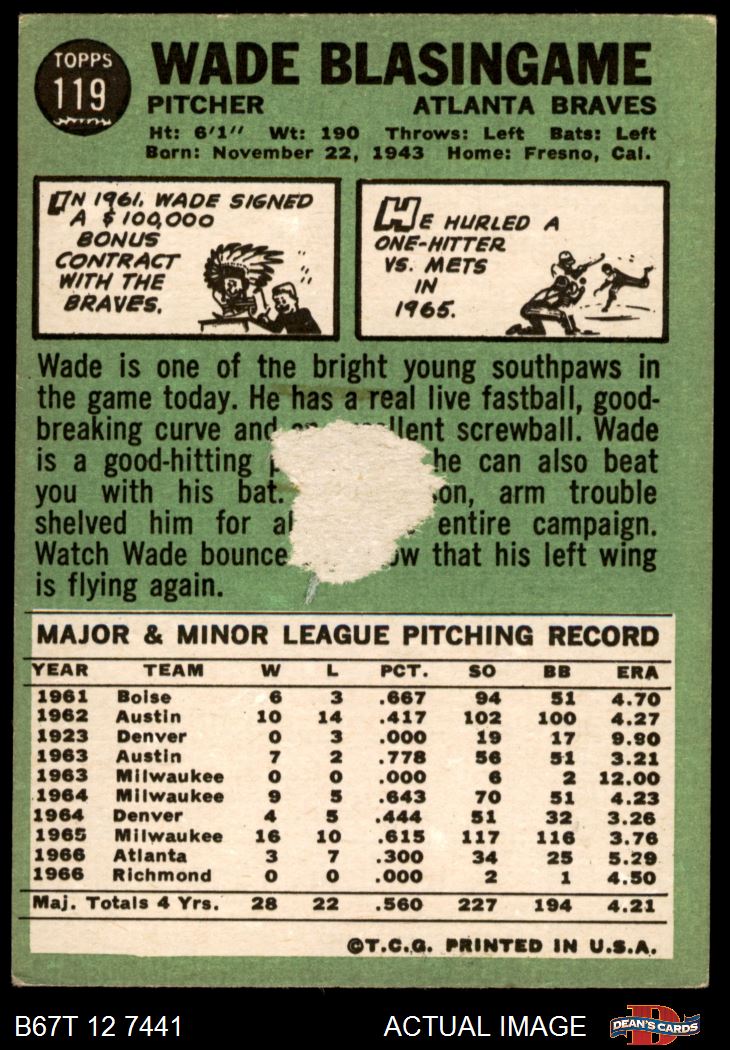 TOPPS
119
WADE BLASINGAME
PITCHER ATLANTA BRAVES
Ht: 6'1" Wt: 190 Throws: Left Bats: Left
Born: November 22, 1943 Home: Fresno, Cal.
IN 1961, WADE SIGNED
A $100,000
BONUS
CONTRACT
WITH THE
BRAVES.
HE HURLED A
ONE-HITTER
VS. METS
IN
1965.
Wade is one of the bright young southpaws in
the game today. He has a real live fastball, good-
breaking curve and screwball. Wade
is a good-hitting he can also beat
you with his bat. arm trouble
shelved him for entire campaign.
Watch Wade bounce that his left wing
is flying again.
MAJOR & MINOR LEAGUE PITCHING RECORD
YEAR TEAM W L PCT. SO BB ERA
1961 Boise 6 3 .667 94 51 4.70
1962 Austin 10 14 .417 102 100 4.27
1923 Denver 0 3 .000 19 17 9.80
1963 Austin 7 2 .778 56 51 3.21
1963 Milwaukee 0 0 .000 6 2 12.00
1964 Milwaukee 9 5 .643 70 51 4.23
1964 Denver 4 5 .444 51 32 3.26
1965 Milwaukee 16 10 .615 117 116 3.76
1966 Atlanta 3 7 .300 34 25 5.29
1966 Richmond 0 0 .000 2 1 4.50
Maj. Totals 4 Yrs. 28 22 .560 227 194 4.21
©T.C.G. PRINTED IN U.S.A.
B67T 12 7441 ACTUAL IMAGE
DEAN'S CARDS